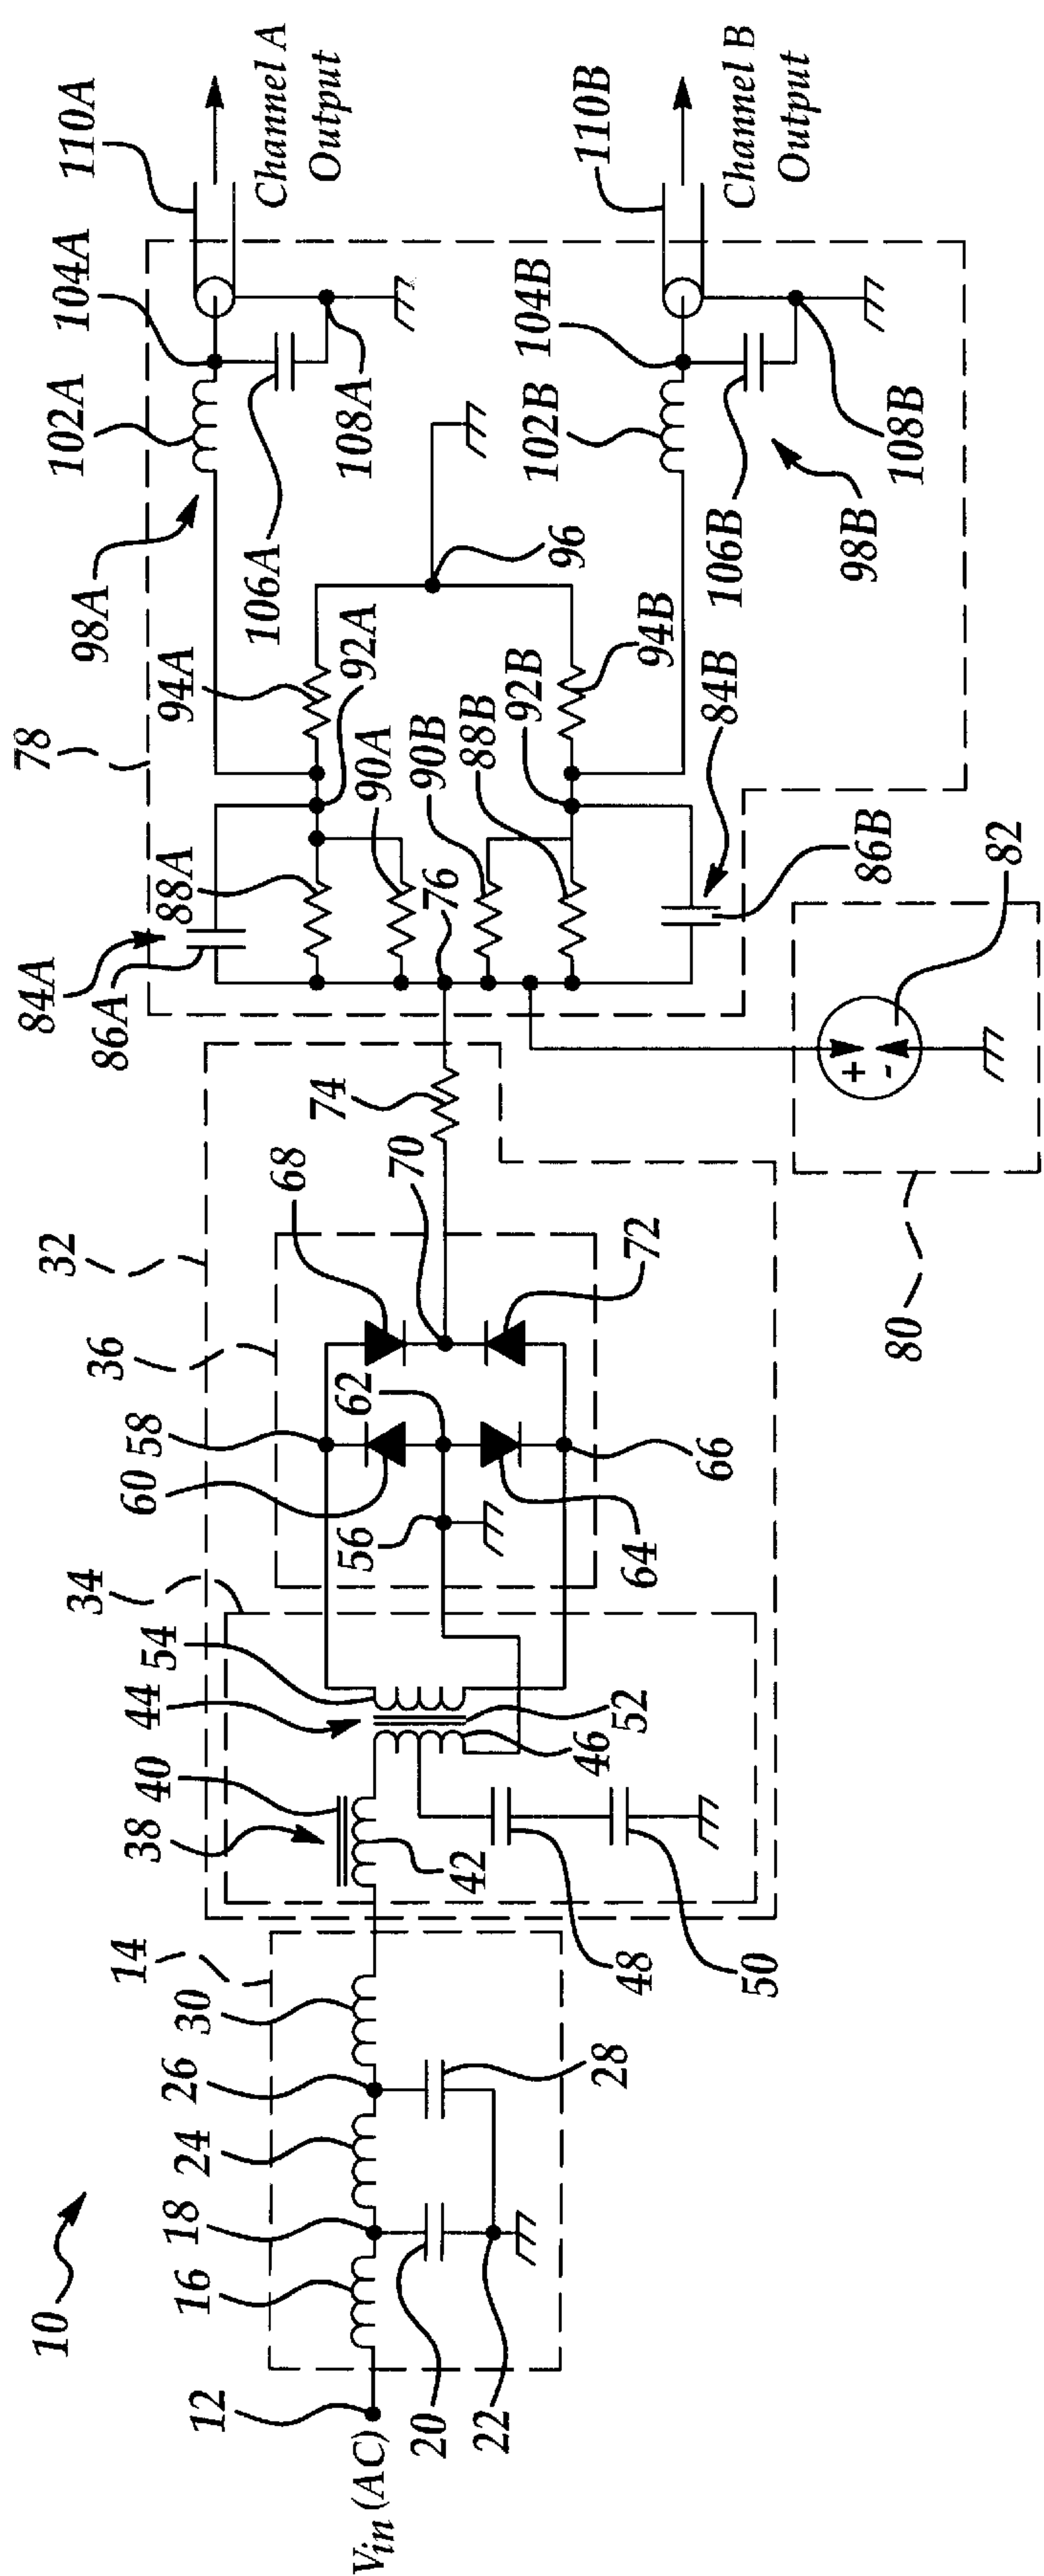 10
12
Vin (AC)
14
16
18
20
22
24
26
28
30
32
34
36
38
40
42
44
46
48
50
52
54
56
58
60
62
64
66
68
70
72
74
76
78
80
82
+
-
84A
86A
88A
90A
92A
94A
96
98A
102A
104A
106A
108A
110A
Channel A
Output
84B
86B
88B
90B
92B
94B
98B
102B
104B
106B
108B
110B
Channel B
Output